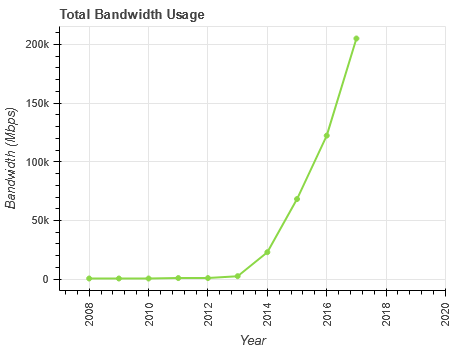 Total Bandwidth Usage
200k
150k
100k
50k
0
Bandwidth (Mbps)
2008
2010
2012
2014
2016
2018
2020
Year